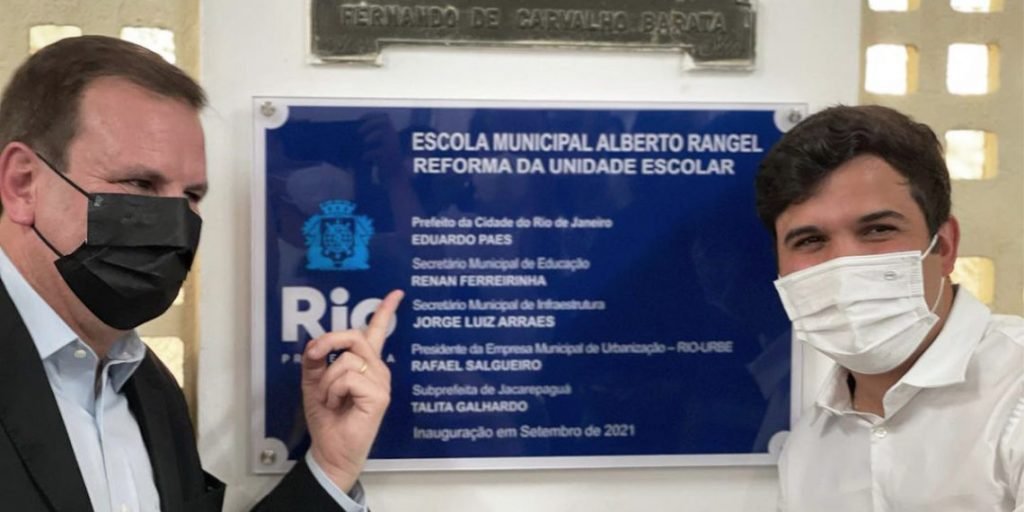 FERNANDO DE CARVALHO BARATA
ESCOLA MUNICIPAL ALBERTO RANGEL
REFORMA DA UNIDADE ESCOLAR
Prefeito da Cidade do Rio de Janeiro
EDUARDO PAES
Secretário Municipal de Educação
RENAN FERREIRINHA
Secretário Municipal de Infraestrutura
JORGE LUIZ ARRAES
Presidente da Empresa Municipal de Urbanização – RIO-URBE
RAFAEL SALGUEIRO
Subprefeita de Jacarepaguá
TALITA GALHARDO
Inauguração em Setembro de 2021
Rio